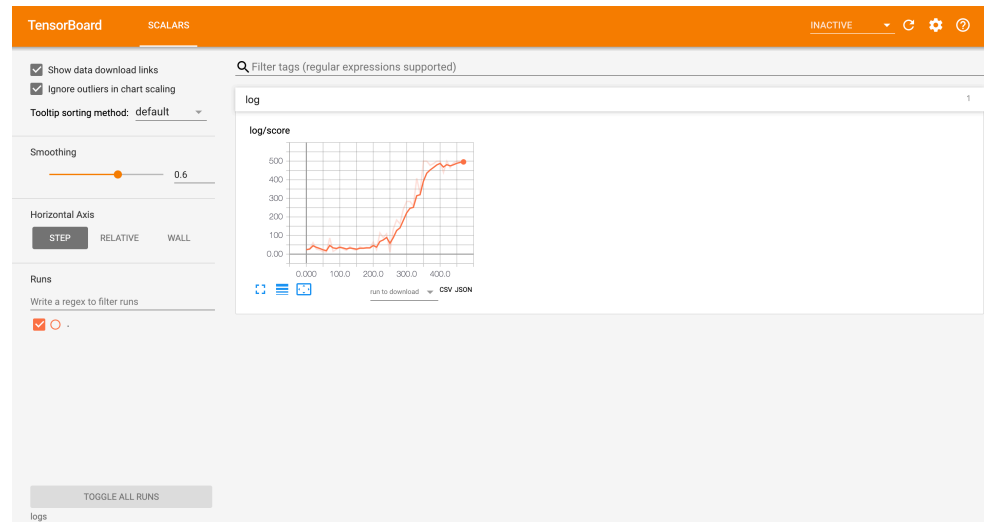 TensorBoard SCALARS INACTIVE
Show data download links
Ignore outliers in chart scaling
Tooltip sorting method: default
Smoothing
0.6
Horizontal Axis
STEP RELATIVE WALL
Runs
Write a regex to filter runs
.
TOGGLE ALL RUNS
logs
Filter tags (regular expressions supported)
log 1
log/score
500
400
300
200
100
0.00
0.000 100.0 200.0 300.0 400.0
run to download CSV JSON